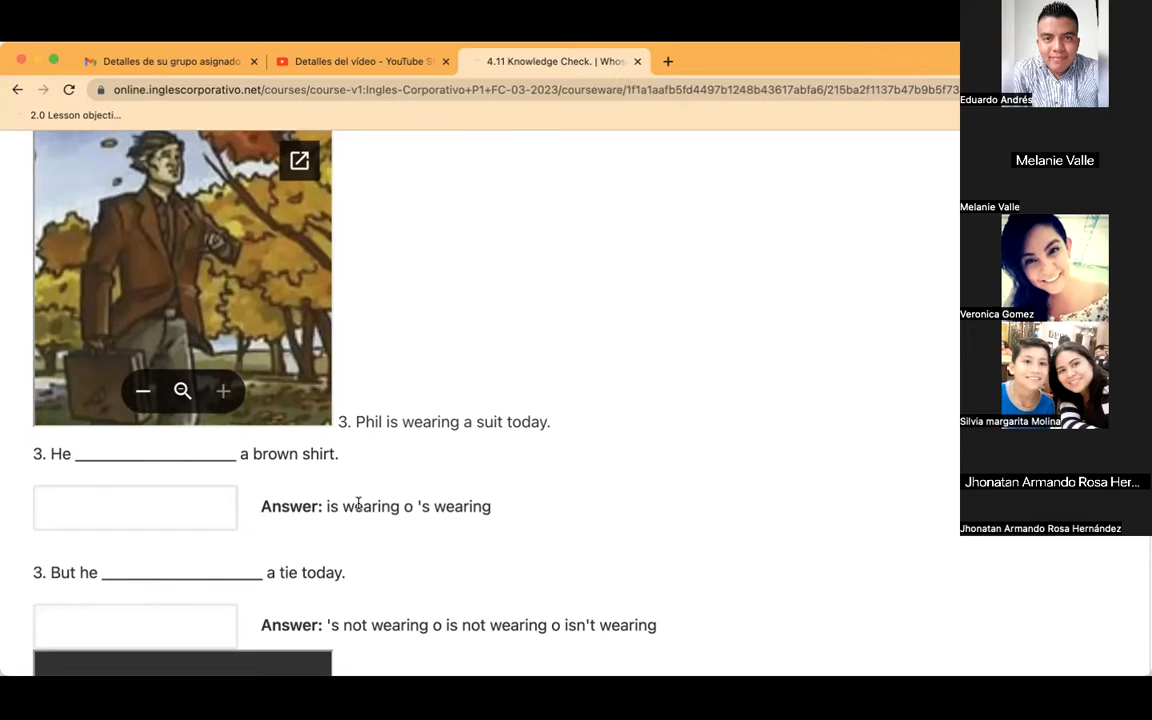 Detalles de su grupo asignado
Detalles del vídeo - YouTube S
4.11 Knowledge Check. | Whos
online.inglescorporativo.net/courses/course-v1:Ingles-Corporativo+P1+FC-03-2023/courseware/1f1a1aafb5fd4497b1248b43617abfa6/215ba2f1137b47b9b5f73
2.0 Lesson objecti...
3. Phil is wearing a suit today.
3. He ___________________ a brown shirt.
Answer: is wearing o 's wearing
3. But he ___________________ a tie today.
Answer: 's not wearing o is not wearing o isn't wearing
Eduardo Andrés
Melanie Valle
Melanie Valle
Veronica Gomez
Silvia margarita Molina
Jhonatan Armando Rosa Her...
Jhonatan Armando Rosa Hernández